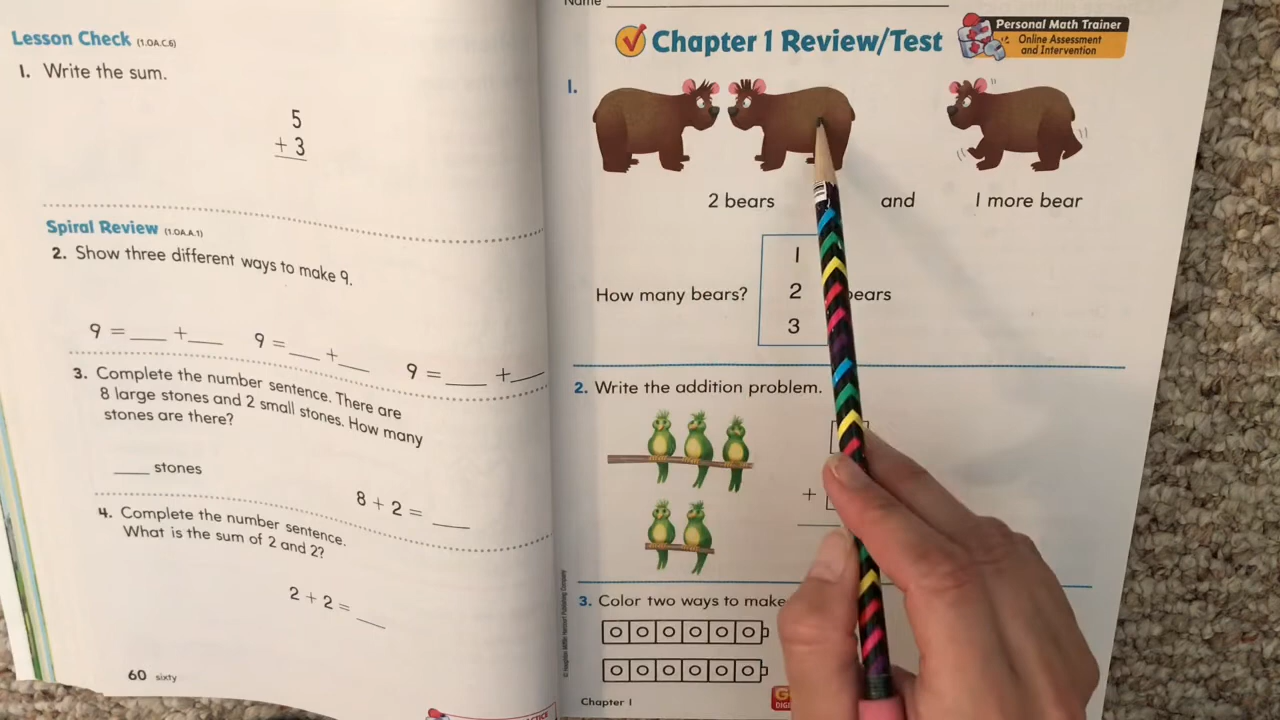 Lesson Check (1.OA.C.6)
1. Write the sum.
5
+ 3
Spiral Review (1.OA.A.1)
2. Show three different ways to make 9.
9 = ___ + ___ 9 = ___ + ___ 9 = ___ + ___
3. Complete the number sentence. There are
8 large stones and 2 small stones. How many
stones are there?
___ stones
8 + 2 = ___
4. Complete the number sentence.
What is the sum of 2 and 2?
2 + 2 = ___
60 sixty
Name
Chapter 1 Review/Test
Personal Math Trainer
Online Assessment
and Intervention
1.
2 bears and 1 more bear
1
How many bears? 2 bears
3
2. Write the addition problem.
+
3. Color two ways to make
Chapter 1